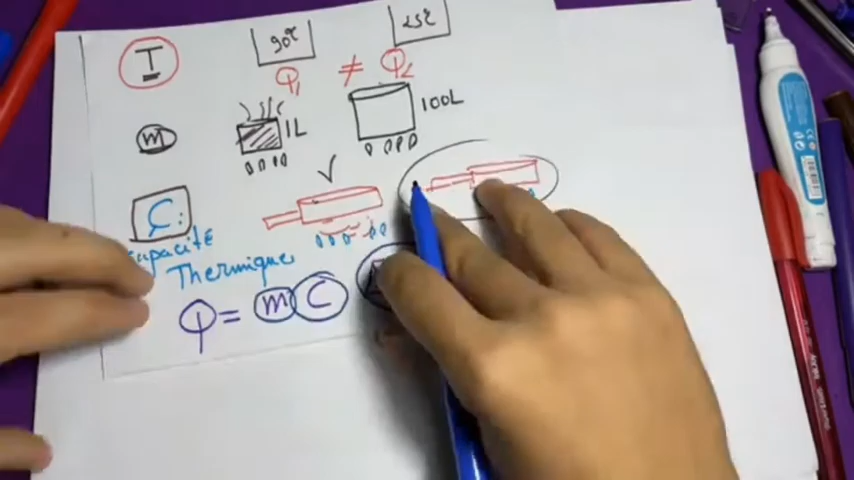 T 90°C 25°C
Q1 ≠ Q2
m 1L 100L
C:
capacité
Thermique
Q = m C